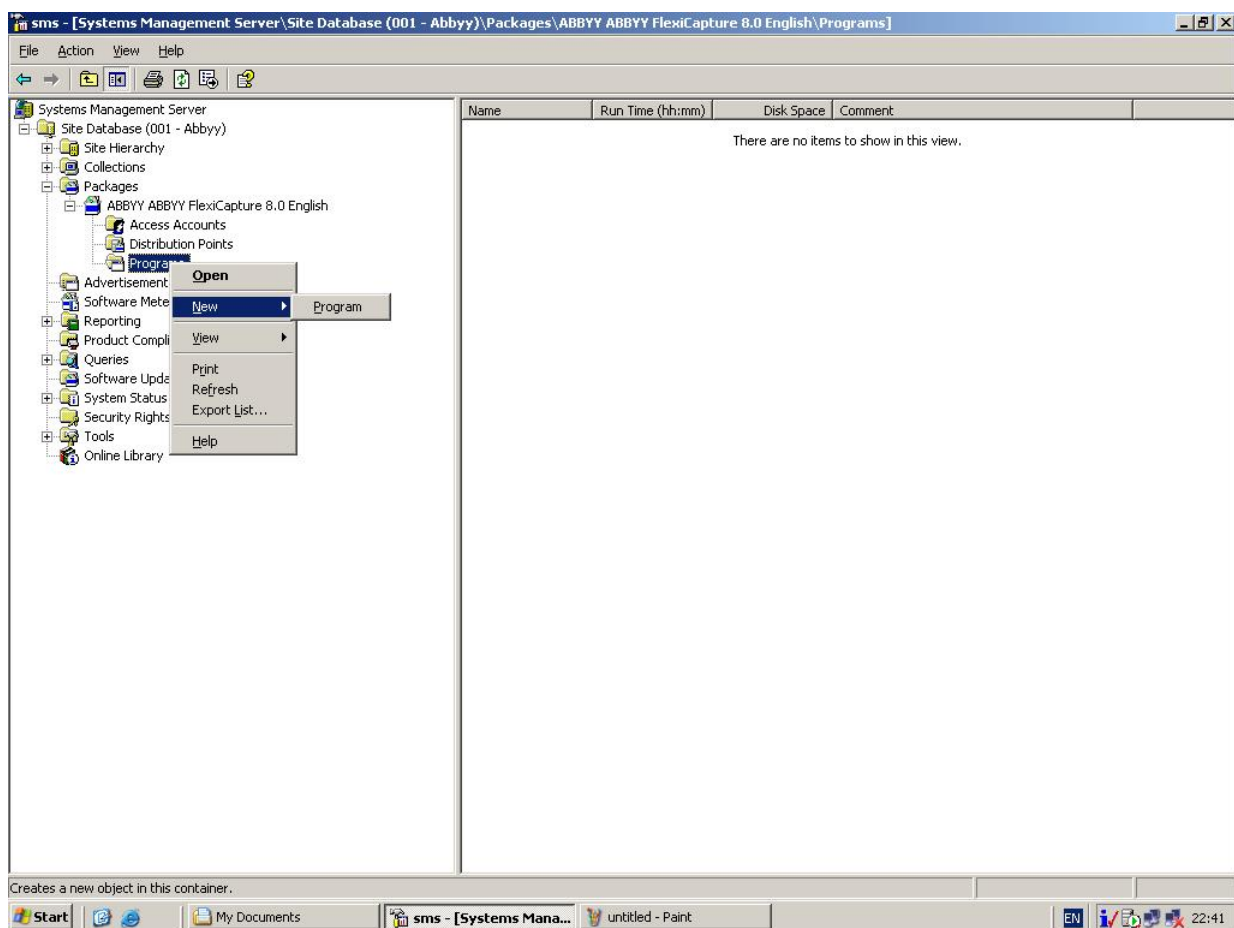 sms - [Systems Management Server\Site Database (001 - Abbyy)\Packages\ABBYY ABBYY FlexiCapture 8.0 English\Programs]
File Action View Help
Systems Management Server
Site Database (001 - Abbyy)
Site Hierarchy
Collections
Packages
ABBYY ABBYY FlexiCapture 8.0 English
Access Accounts
Distribution Points
Progra
Advertisement
Software Mete
Reporting
Product Compli
Queries
Software Upda
System Status
Security Rights
Tools
Online Library
Open
New
View
Print
Refresh
Export List...
Help
Program
Name Run Time (hh:mm) Disk Space Comment
There are no items to show in this view.
Creates a new object in this container.
Start My Documents sms - [Systems Mana... untitled - Paint EN 22:41